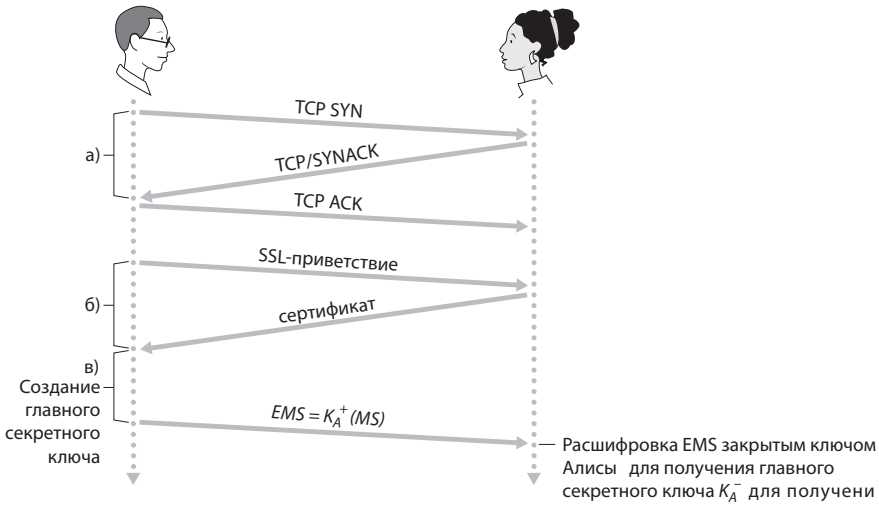 TCP SYN
а)
TCP/SYNACK
TCP ACK
SSL-приветствие
б)
сертификат
в)
Создание
главного
секретного
ключа
EMS = K_A^+ (MS)
Расшифровка EMS закрытым ключом
Алисы для получения главного
секретного ключа K_A^- для получени